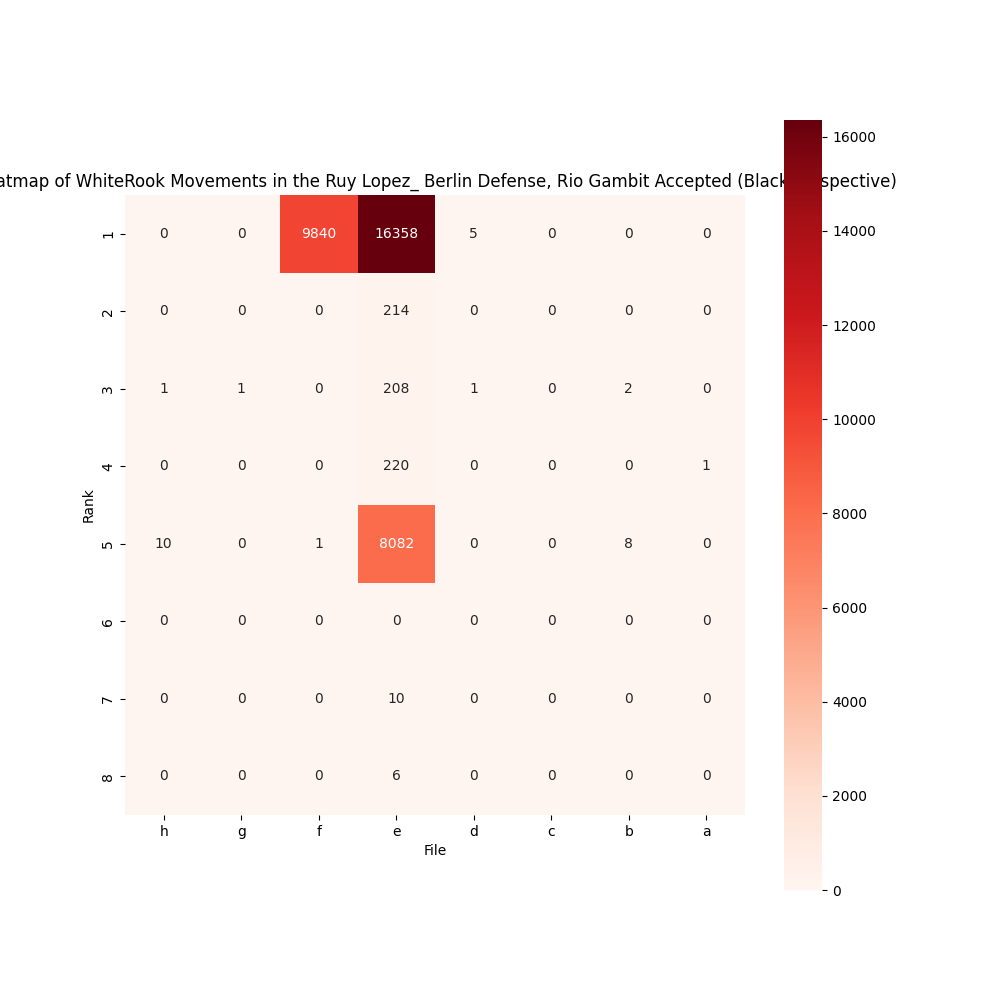 atmap of WhiteRook Movements in the Ruy Lopez_ Berlin Defense, Rio Gambit Accepted (Black spective)
16000
14000
12000
10000
8000
6000
4000
2000
0
Rank
1 0 0 9840 16358 5 0 0 0
2 0 0 0 214 0 0 0 0
3 1 1 0 208 1 0 2 0
4 0 0 0 220 0 0 0 1
5 10 0 1 8082 0 0 8 0
6 0 0 0 0 0 0 0 0
7 0 0 0 10 0 0 0 0
8 0 0 0 6 0 0 0 0
h g f e d c b a
File